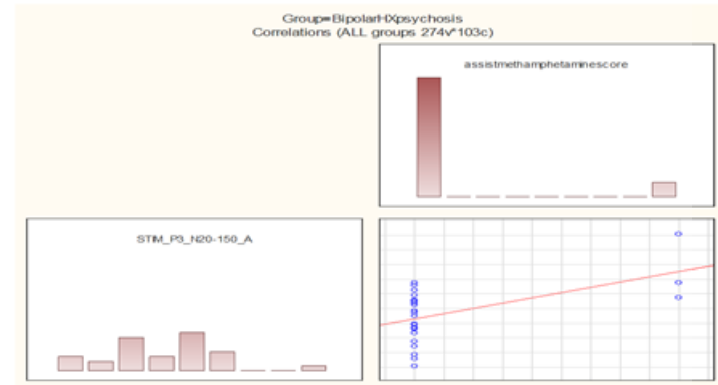 Group=BipolarHXpsychosis
Correlations (ALL groups 274v*103c)
assistmethamphetaminescore
STIM_P3_N20-150_A